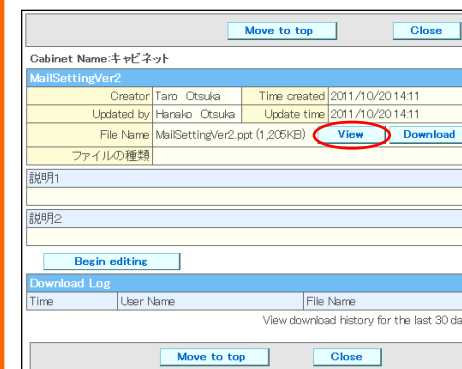 Move to top Close
Cabinet Name:キャビネット
MailSettingVer2
Creator Taro Otsuka Time created 2011/10/20 14:11
Updated by Hanako Otsuka Update time 2011/10/20 14:11
File Name MailSettingVer2.ppt (1,205KB) View Download
ファイルの種類
説明1
説明2
Begin editing
Download Log
Time User Name File Name
View download history for the last 30 da
Move to top Close